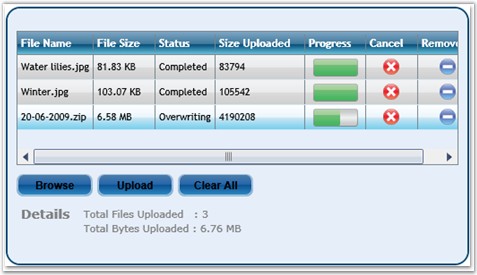 File Name File Size Status Size Uploaded Progress Cancel Remov
Water lilies.jpg 81.83 KB Completed 83794
Winter.jpg 103.07 KB Completed 105542
20-06-2009.zip 6.58 MB Overwriting 4190208
Browse Upload Clear All
Details Total Files Uploaded : 3
Total Bytes Uploaded : 6.76 MB